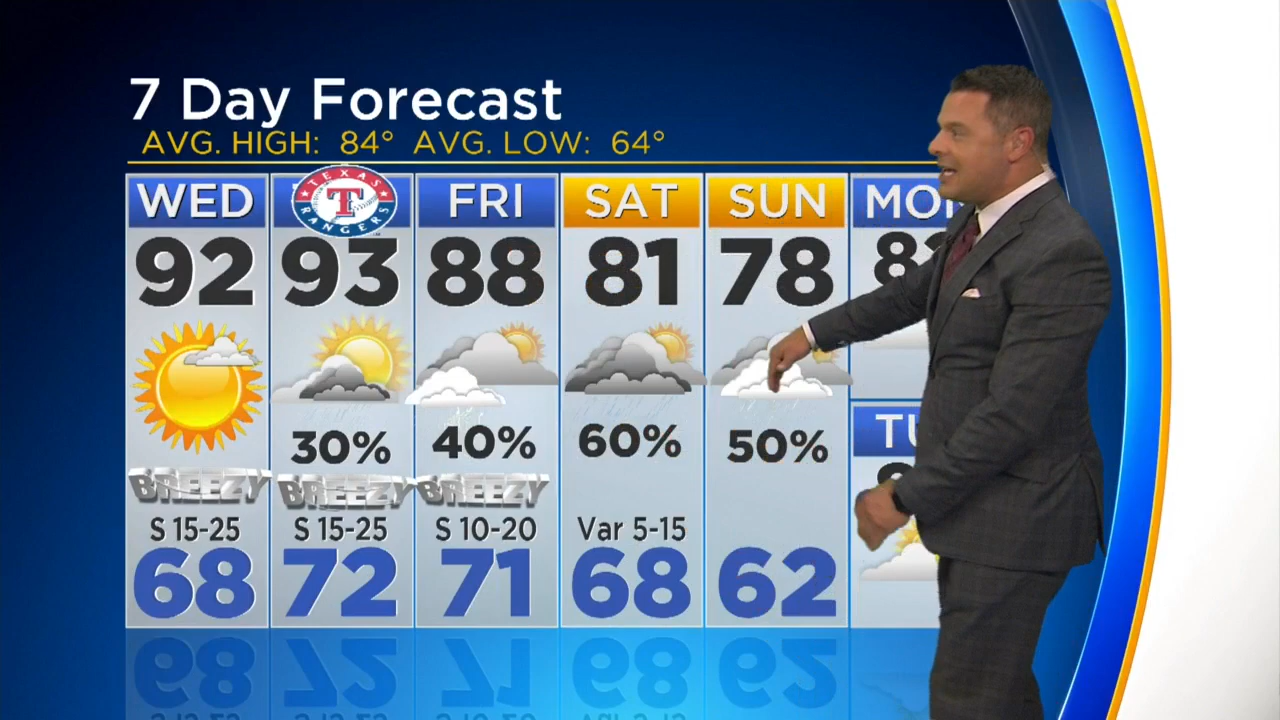 7 Day Forecast
AVG. HIGH: 84° AVG. LOW: 64°
WED
92
BREEZY
S 15-25
68
TEXAS
T
RANGERS
93
30%
BREEZY
S 15-25
72
FRI
88
40%
BREEZY
S 10-20
71
SAT
81
60%
Var 5-15
68
SUN
78
50%
62
MON